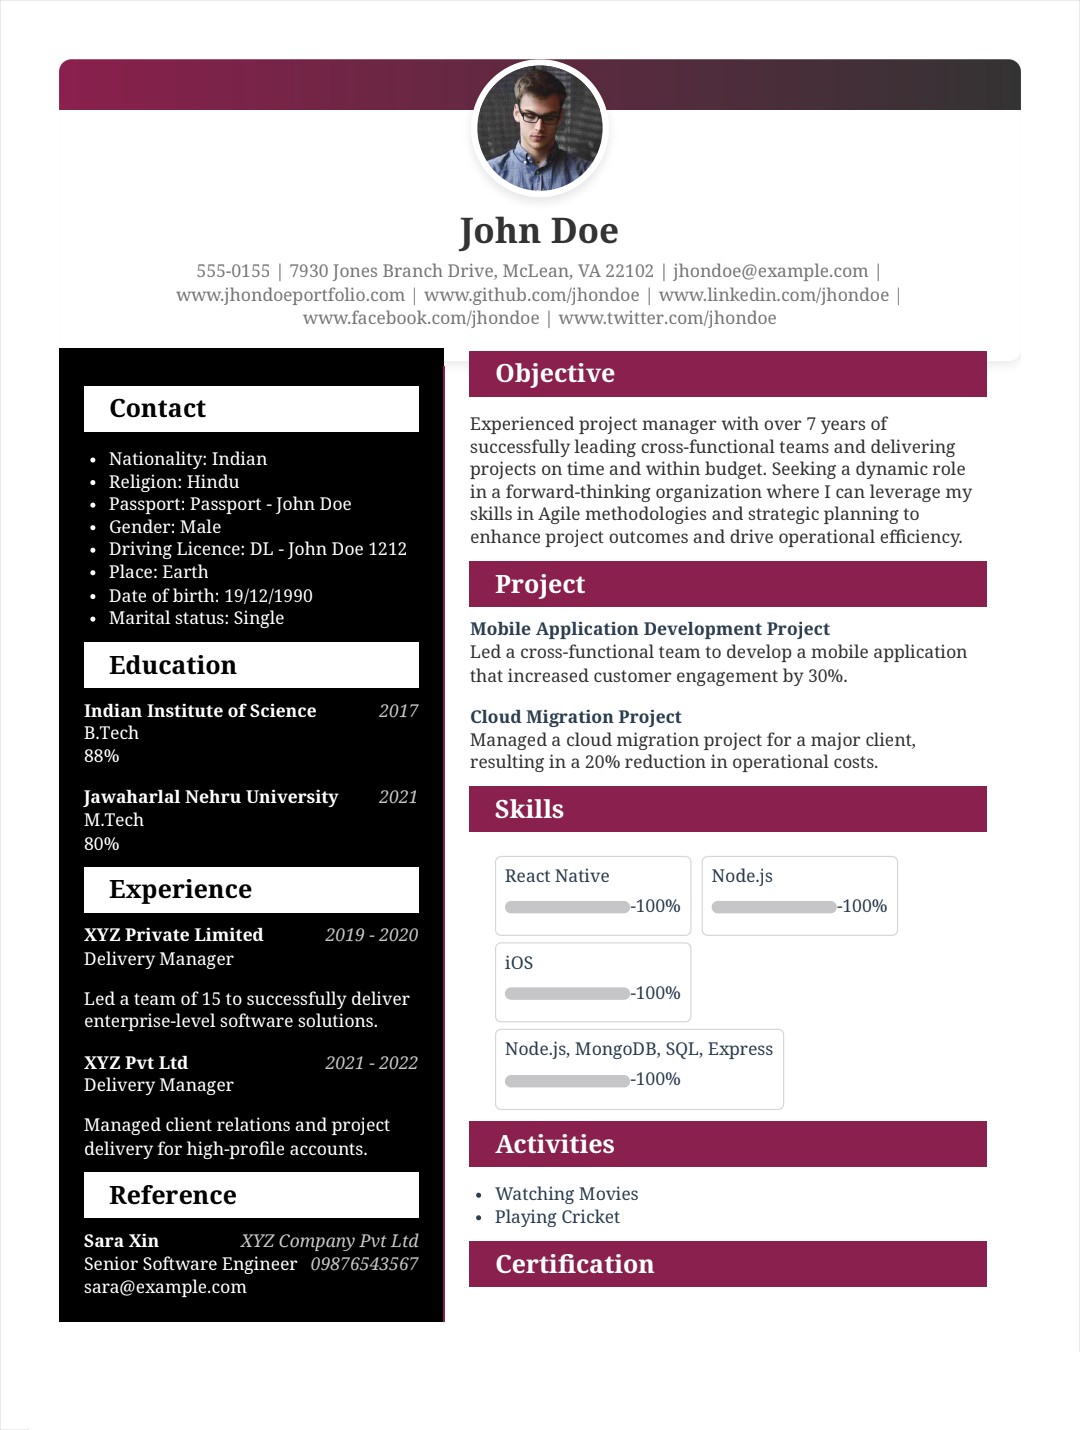 John Doe
555-0155 | 7930 Jones Branch Drive, McLean, VA 22102 | jhondoe@example.com |
www.jhondoeportfolio.com | www.github.com/jhondoe | www.linkedin.com/jhondoe |
www.facebook.com/jhondoe | www.twitter.com/jhondoe
Contact
• Nationality: Indian
• Religion: Hindu
• Passport: Passport - John Doe
• Gender: Male
• Driving Licence: DL - John Doe 1212
• Place: Earth
• Date of birth: 19/12/1990
• Marital status: Single
Education
Indian Institute of Science 2017
B.Tech
88%
Jawaharlal Nehru University 2021
M.Tech
80%
Experience
XYZ Private Limited 2019 - 2020
Delivery Manager
Led a team of 15 to successfully deliver
enterprise-level software solutions.
XYZ Pvt Ltd 2021 - 2022
Delivery Manager
Managed client relations and project
delivery for high-profile accounts.
Reference
Sara Xin XYZ Company Pvt Ltd
Senior Software Engineer 09876543567
sara@example.com
Objective
Experienced project manager with over 7 years of
successfully leading cross-functional teams and delivering
projects on time and within budget. Seeking a dynamic role
in a forward-thinking organization where I can leverage my
skills in Agile methodologies and strategic planning to
enhance project outcomes and drive operational efficiency.
Project
Mobile Application Development Project
Led a cross-functional team to develop a mobile application
that increased customer engagement by 30%.
Cloud Migration Project
Managed a cloud migration project for a major client,
resulting in a 20% reduction in operational costs.
Skills
React Native
-100%
Node.js
-100%
iOS
-100%
Node.js, MongoDB, SQL, Express
-100%
Activities
• Watching Movies
• Playing Cricket
Certification